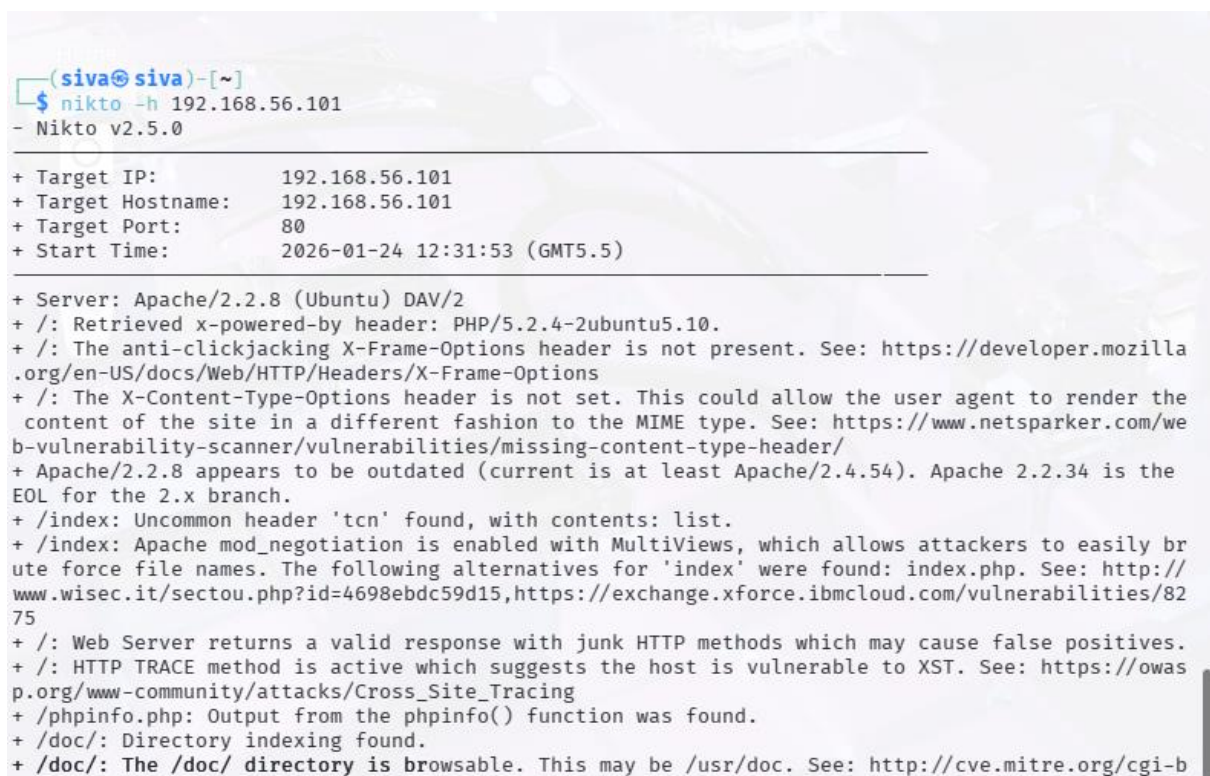 ┌──(siva㉿siva)-[~]
└─$ nikto -h 192.168.56.101
- Nikto v2.5.0
+ Target IP:          192.168.56.101
+ Target Hostname:    192.168.56.101
+ Target Port:        80
+ Start Time:         2026-01-24 12:31:53 (GMT5.5)
+ Server: Apache/2.2.8 (Ubuntu) DAV/2
+ /: Retrieved x-powered-by header: PHP/5.2.4-2ubuntu5.10.
+ /: The anti-clickjacking X-Frame-Options header is not present. See: https://developer.mozilla
.org/en-US/docs/Web/HTTP/Headers/X-Frame-Options
+ /: The X-Content-Type-Options header is not set. This could allow the user agent to render the
 content of the site in a different fashion to the MIME type. See: https://www.netsparker.com/we
b-vulnerability-scanner/vulnerabilities/missing-content-type-header/
+ Apache/2.2.8 appears to be outdated (current is at least Apache/2.4.54). Apache 2.2.34 is the
EOL for the 2.x branch.
+ /index: Uncommon header 'tcn' found, with contents: list.
+ /index: Apache mod_negotiation is enabled with MultiViews, which allows attackers to easily br
ute force file names. The following alternatives for 'index' were found: index.php. See: http://
www.wisec.it/sectou.php?id=4698ebdc59d15,https://exchange.xforce.ibmcloud.com/vulnerabilities/82
75
+ /: Web Server returns a valid response with junk HTTP methods which may cause false positives.
+ /: HTTP TRACE method is active which suggests the host is vulnerable to XST. See: https://owas
p.org/www-community/attacks/Cross_Site_Tracing
+ /phpinfo.php: Output from the phpinfo() function was found.
+ /doc/: Directory indexing found.
+ /doc/: The /doc/ directory is browsable. This may be /usr/doc. See: http://cve.mitre.org/cgi-b